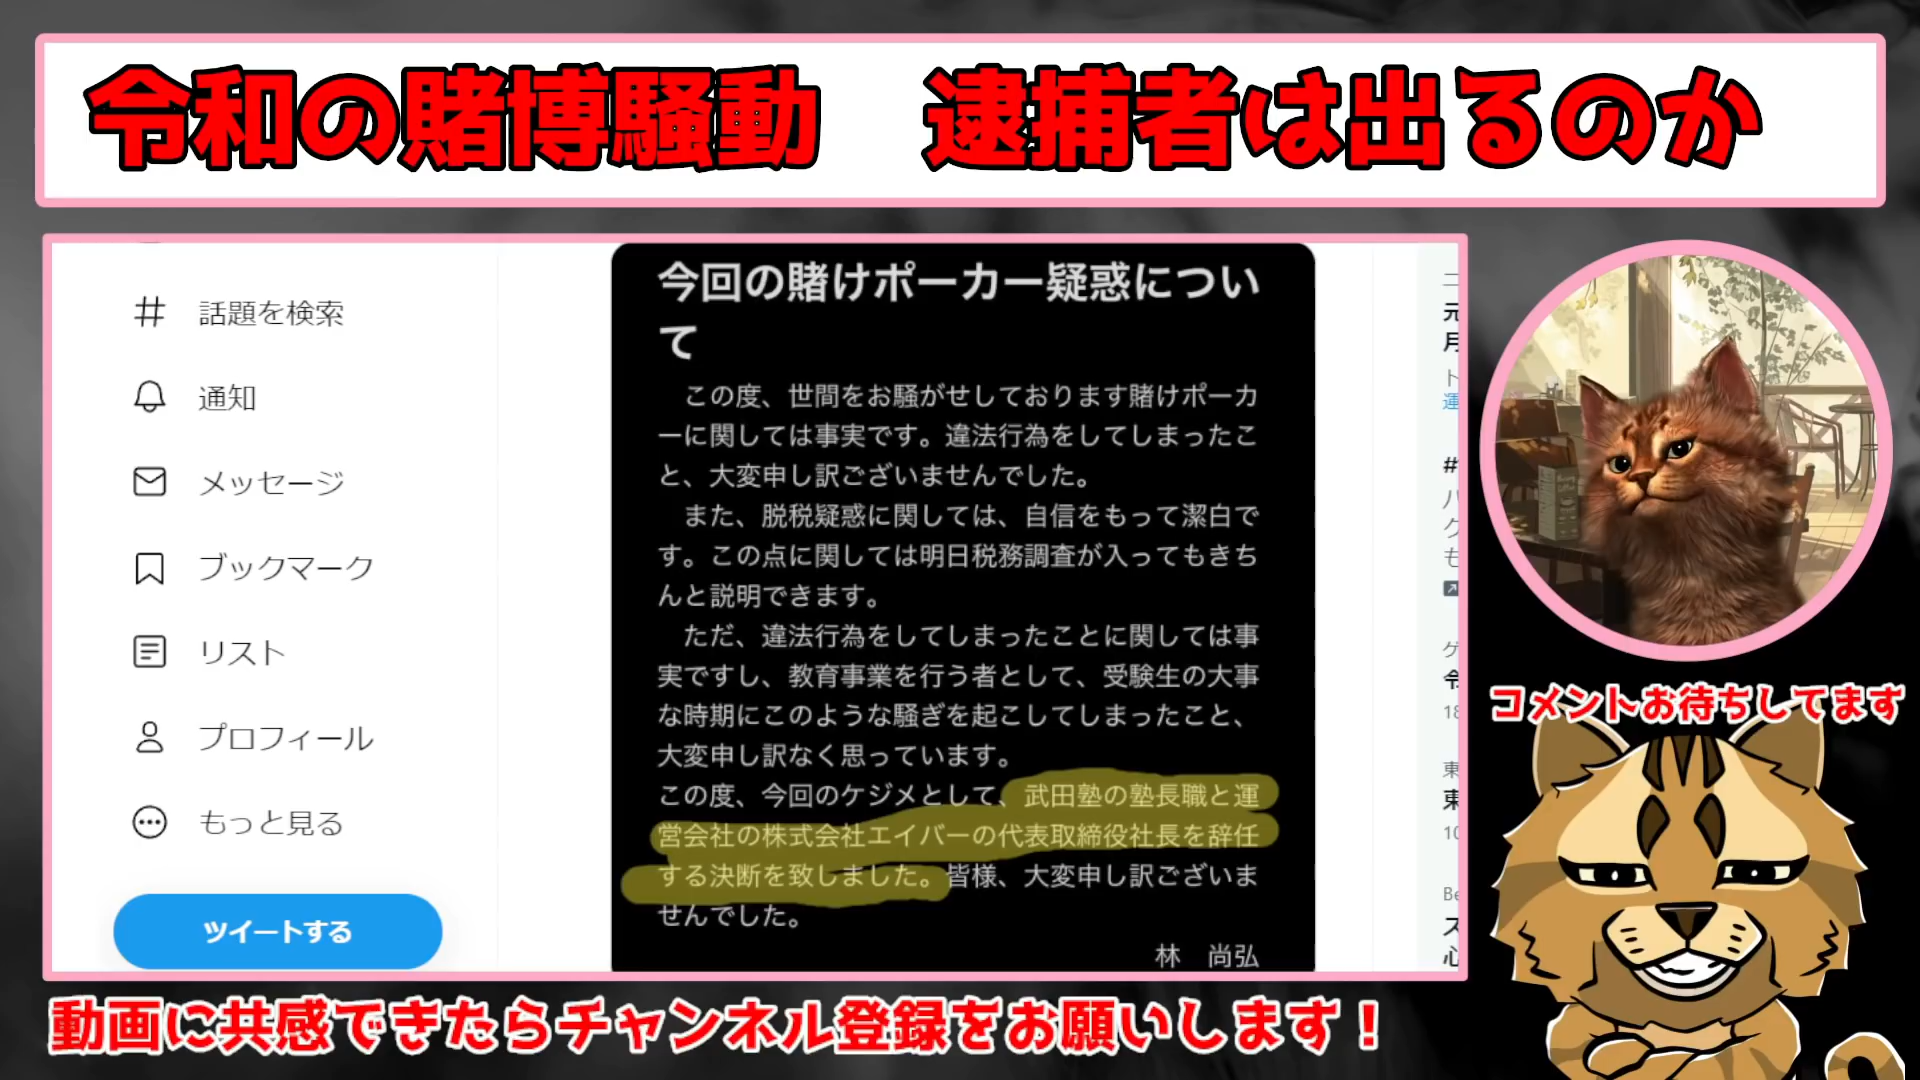 令和の賭博騒動　逮捕者は出るのか
話題を検索
通知
メッセージ
ブックマーク
リスト
プロフィール
もっと見る
ツイートする
今回の賭けポーカー疑惑につい
て
この度、世間をお騒がせしております賭けポーカ
ーに関しては事実です。違法行為をしてしまったこ
と、大変申し訳ございませんでした。
また、脱税疑惑に関しては、自信をもって潔白で
す。この点に関しては明日税務調査が入ってもきち
んと説明できます。
ただ、違法行為をしてしまったことに関しては事
実ですし、教育事業を行う者として、受験生の大事
な時期にこのような騒ぎを起こしてしまったこと、
大変申し訳なく思っています。
この度、今回のケジメとして、武田塾の塾長職と運
営会社の株式会社エイバーの代表取締役社長を辞任
する決断を致しました。皆様、大変申し訳ございま
せんでした。
林　尚弘
元
月
ト
運
#
ハ
ク
も
ゲ
令
18
東
東
10
Be
ス
心
コメントお待ちしてます
動画に共感できたらチャンネル登録をお願いします！